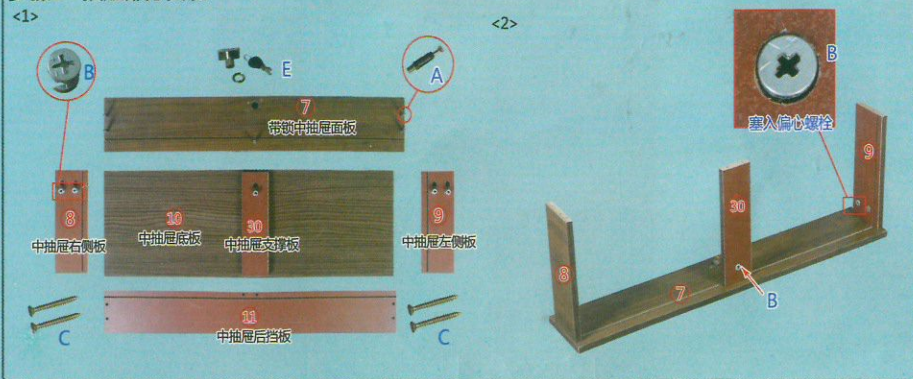 <1>
B
E
A
7
带锁中抽屉面板
8
中抽屉右侧板
10
中抽屉底板
30
中抽屉支撑板
9
中抽屉左侧板
C
11
中抽屉后挡板
C
<2>
B
塞入偏心螺栓
9
30
8
7
B